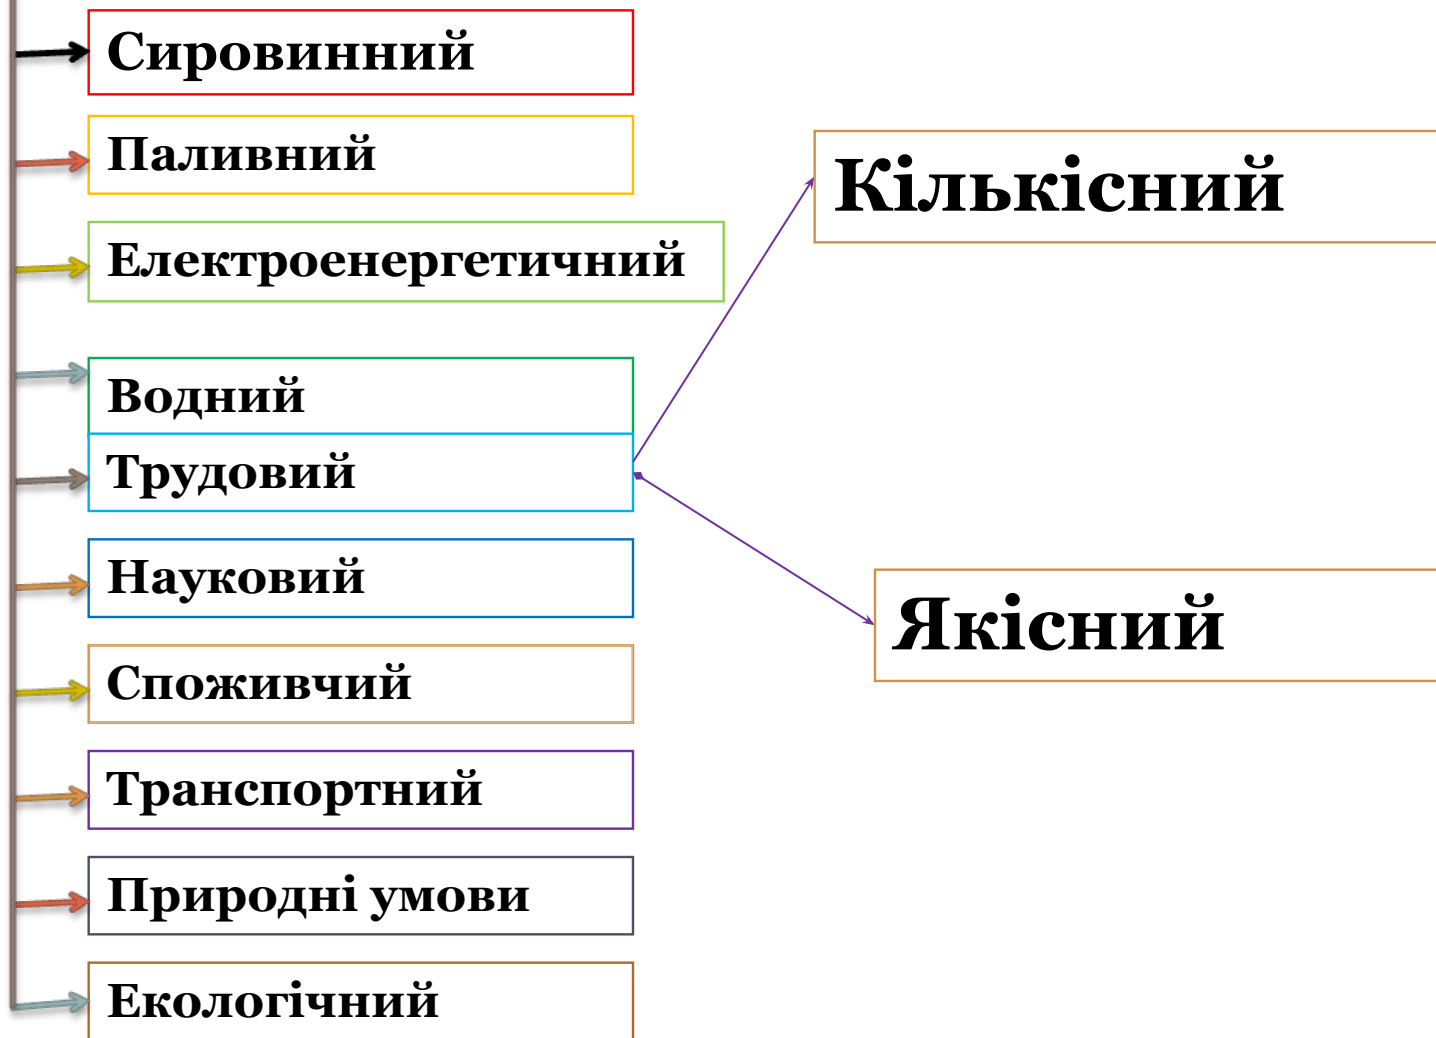 Сировинний
Паливний
Електроенергетичний
Водний
Трудовий
Науковий
Споживчий
Транспортний
Природні умови
Екологічний
Кількісний
Якісний